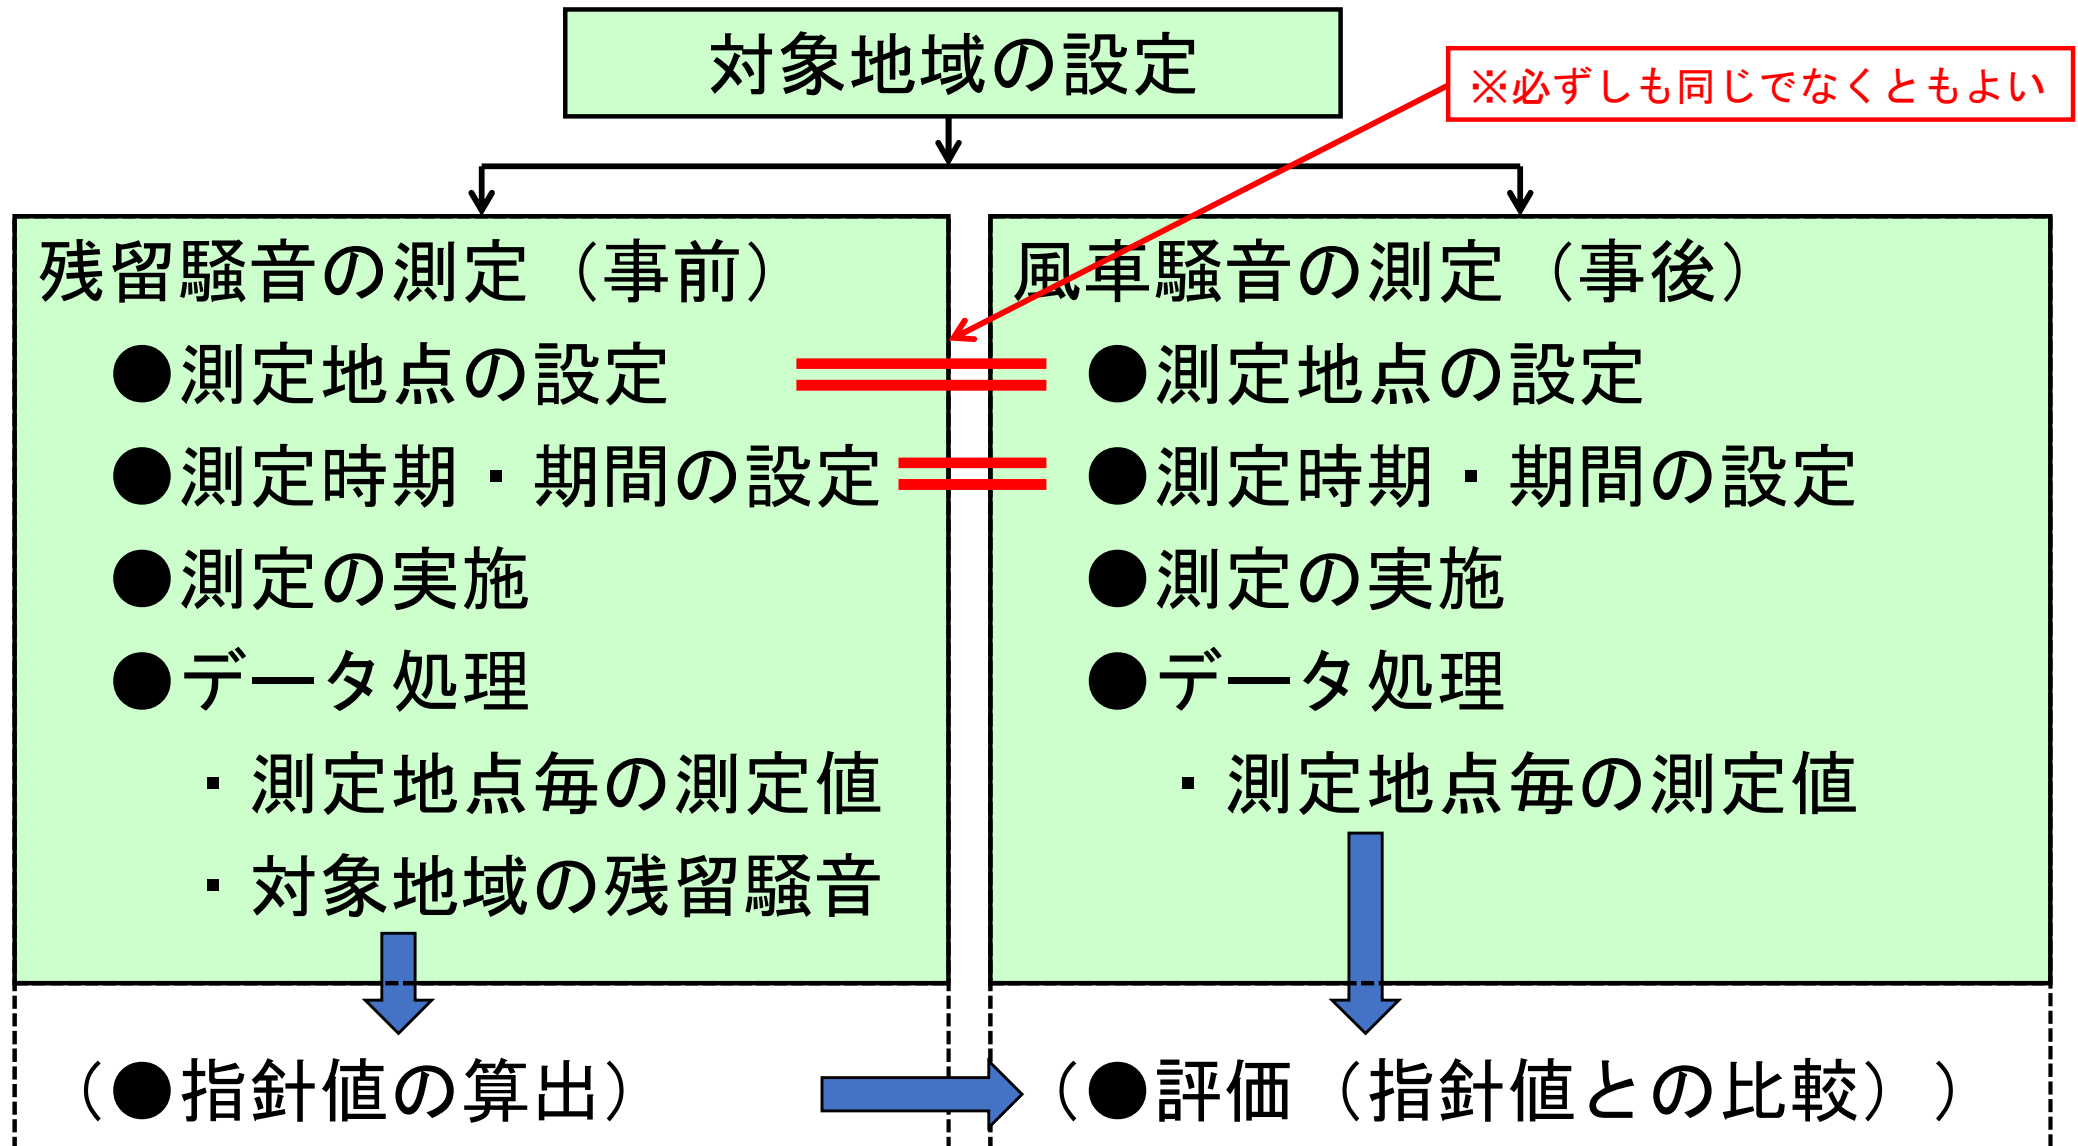 対象地域の設定
※必ずしも同じでなくともよい
残留騒音の測定（事前）
●測定地点の設定
●測定時期・期間の設定
●測定の実施
●データ処理
・測定地点毎の測定値
・対象地域の残留騒音
（●指針値の算出）
風車騒音の測定（事後）
●測定地点の設定
●測定時期・期間の設定
●測定の実施
●データ処理
・測定地点毎の測定値
（●評価（指針値との比較））